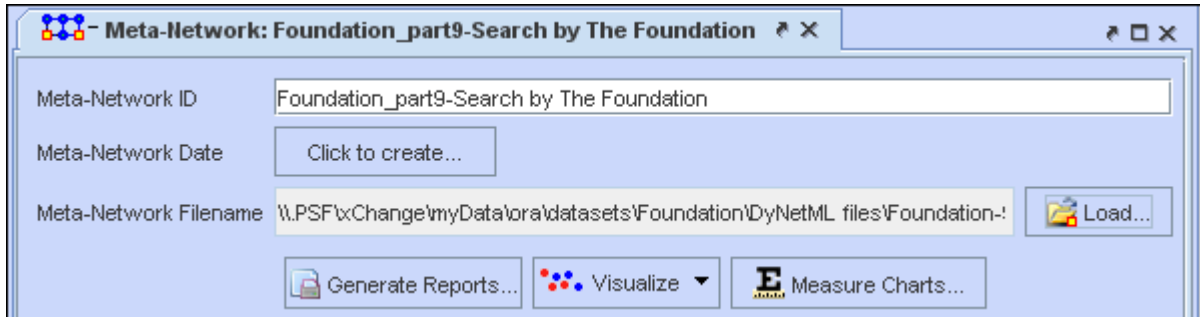 Meta-Network: Foundation_part9-Search by The Foundation
Meta-Network ID Foundation_part9-Search by The Foundation
Meta-Network Date Click to create...
Meta-Network Filename \\.PSF\xChange\myData\ora\datasets\Foundation\DyNetML files\Foundation- Load...
Generate Reports... Visualize Measure Charts...